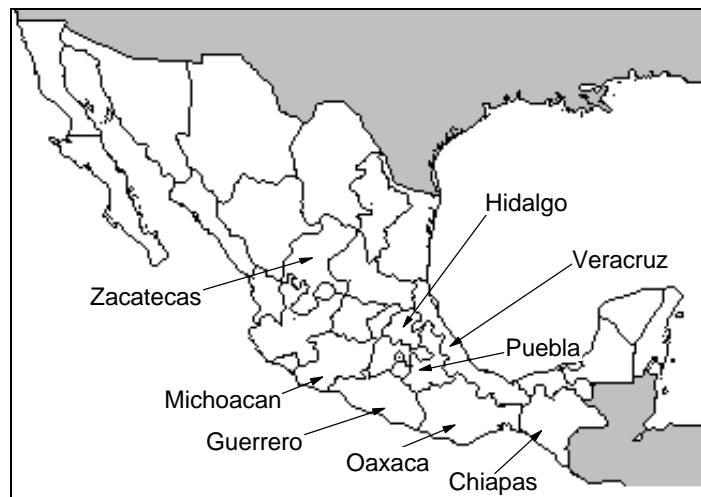 Hidalgo
Veracruz
Zacatecas
Puebla
Michoacan
Guerrero
Oaxaca
Chiapas